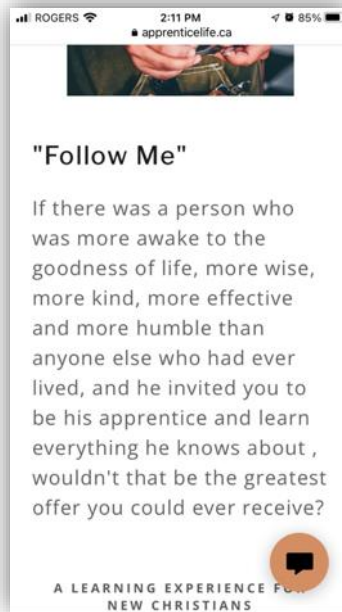 ROGERS 2:11 PM 85%
apprenticelife.ca
"Follow Me"
If there was a person who
was more awake to the
goodness of life, more wise,
more kind, more effective
and more humble than
anyone else who had ever
lived, and he invited you to
be his apprentice and learn
everything he knows about ,
wouldn't that be the greatest
offer you could ever receive?
A LEARNING EXPERIENCE FOR
NEW CHRISTIANS